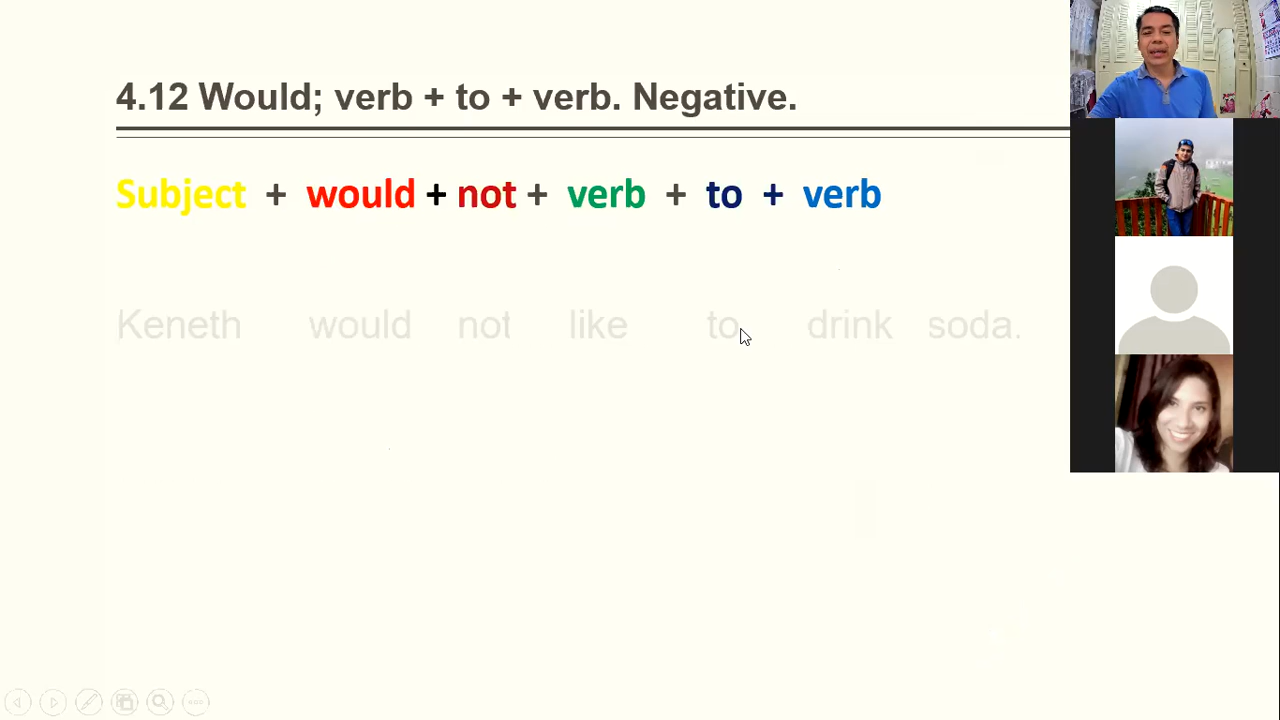 4.12 Would; verb + to + verb. Negative.
Subject + would + not + verb + to + verb
Keneth would not like to drink soda.